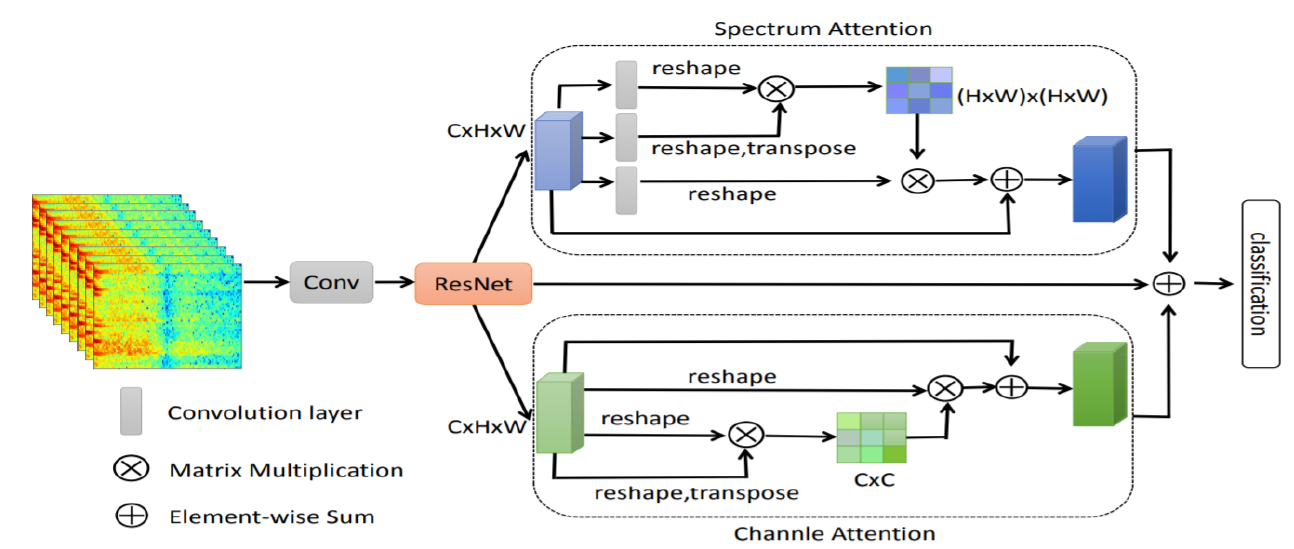 Spectrum Attention
reshape
(HxW)x(HxW)
CxHxW
reshape,transpose
reshape
Conv
ResNet
classification
reshape
Convolution layer
reshape
CxHxW
Matrix Multiplication
CxC
reshape,transpose
Element-wise Sum
Channle Attention